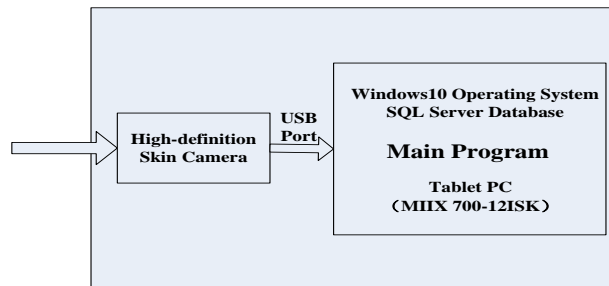 High-definition
Skin Camera
USB
Port
Windows10 Operating System
SQL Server Database
Main Program
Tablet PC
（MIIX 700-12ISK）